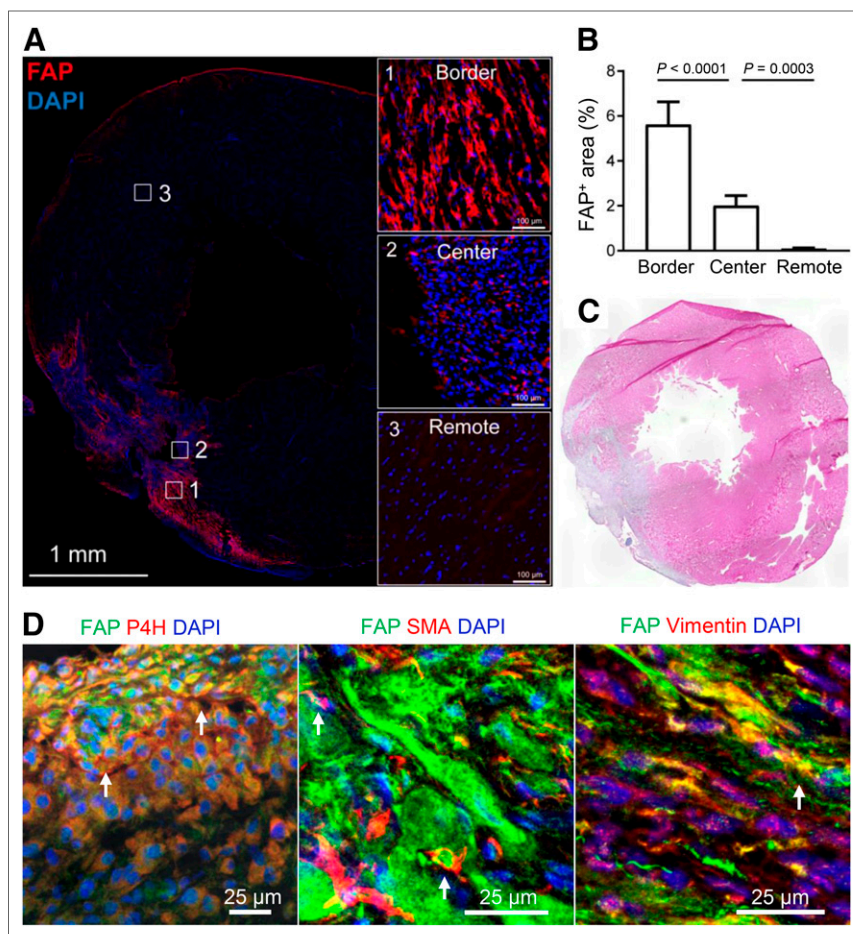 A
FAP
DAPI
1
Border
100 µm
2
Center
100 µm
3
Remote
100 µm
3
2
1
1 mm
B
P < 0.0001
P = 0.0003
FAP+ area (%)
8
6
4
2
0
Border Center Remote
C
D
FAP P4H DAPI
FAP SMA DAPI
FAP Vimentin DAPI
25 µm
25 µm
25 µm